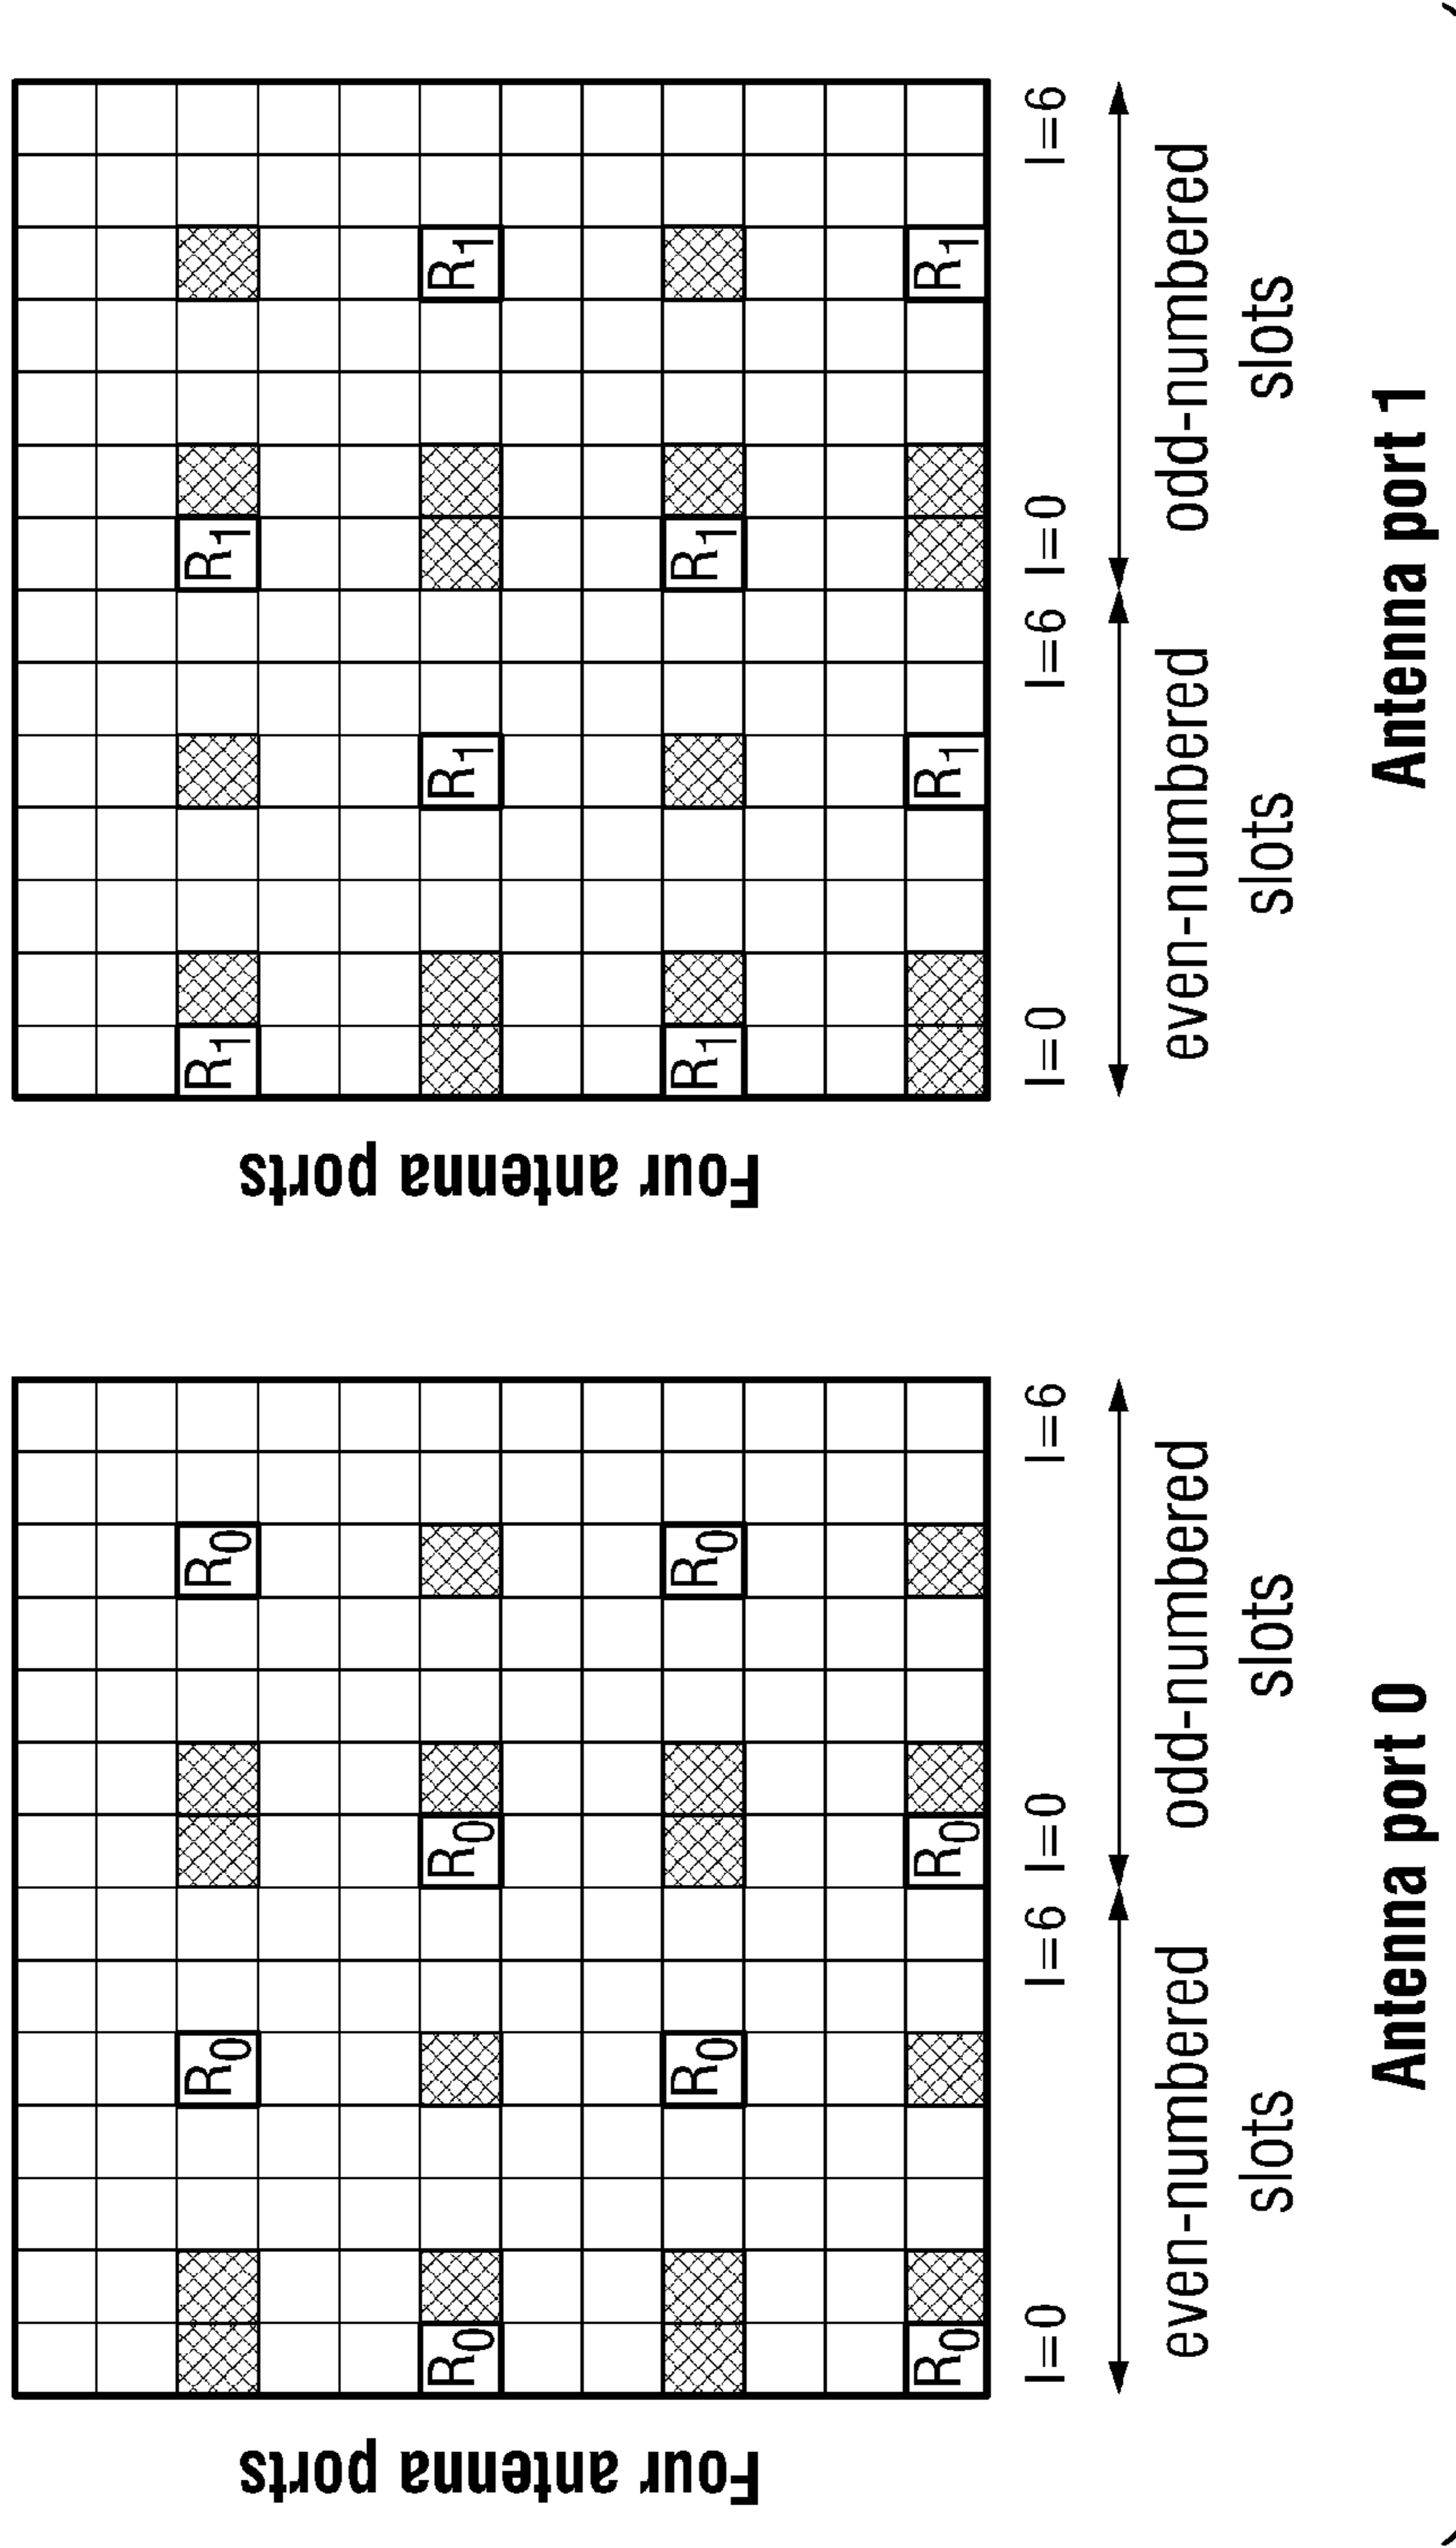 Four antenna ports
R0 R0
R0 R0
R0 R0
R0 R0
l=0 l=6 l=0 l=6
even-numbered slots
odd-numbered slots
Antenna port 0
Four antenna ports
R1 R1
R1 R1
R1 R1
R1 R1
l=0 l=6 l=0 l=6
even-numbered slots
odd-numbered slots
Antenna port 1